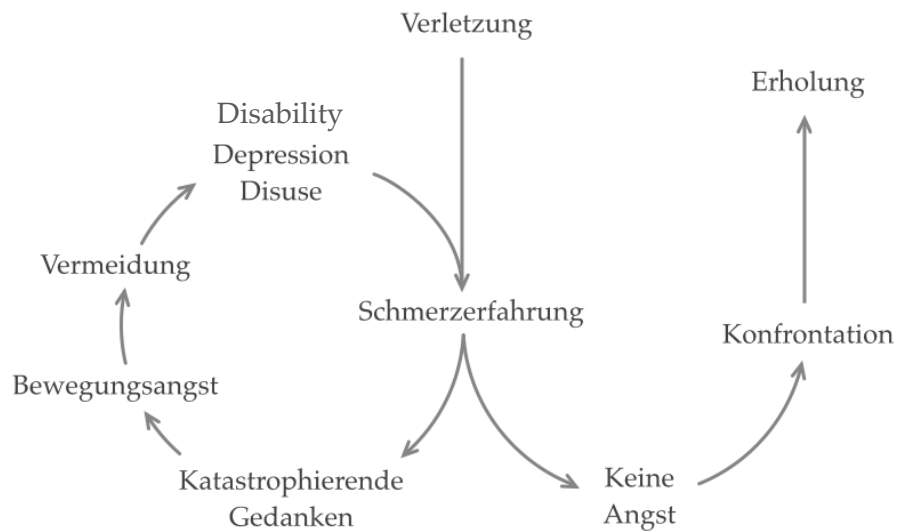 Verletzung
Erholung
Disability
Depression
Disuse
Vermeidung
Schmerzerfahrung
Konfrontation
Bewegungsangst
Katastrophierende
Gedanken
Keine
Angst